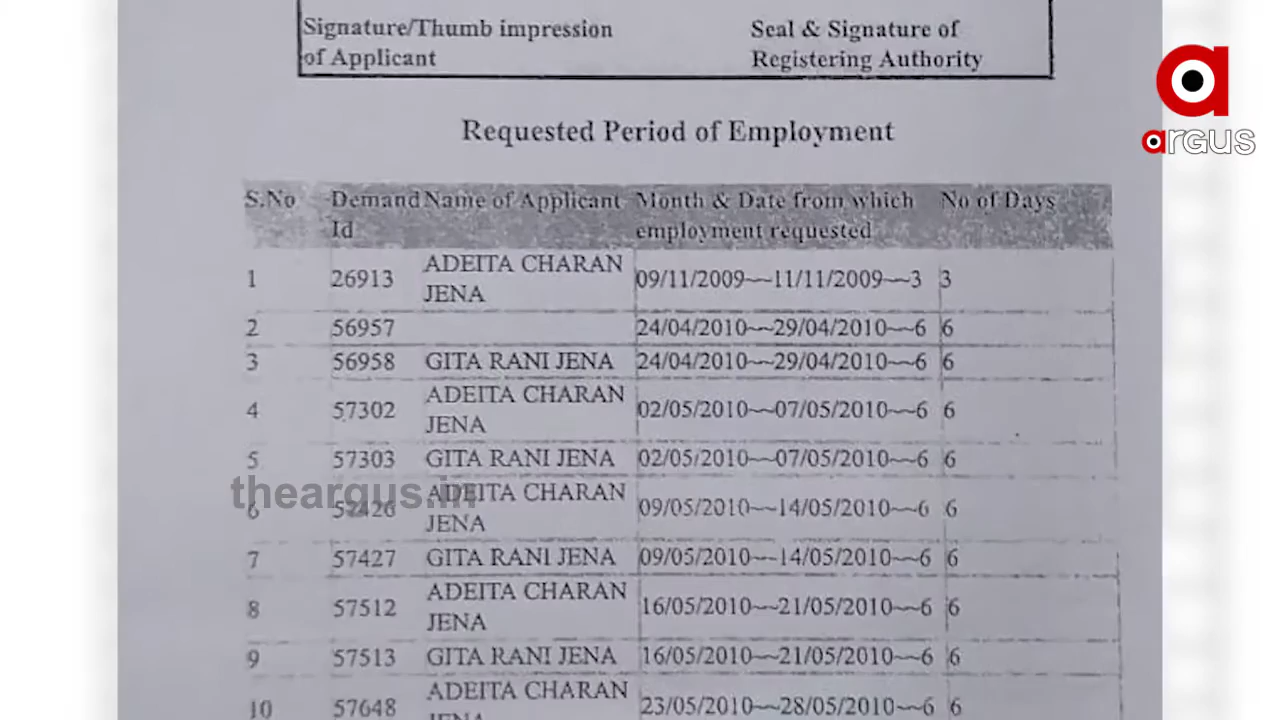 Signature/Thumb impression
of Applicant
Seal & Signature of
Registering Authority
argus
Requested Period of Employment
S.No Demand Id Name of Applicant Month & Date from which employment requested No of Days
1 26913 ADEITA CHARAN JENA 09/11/2009~~11/11/2009~~3 3
2 56957 24/04/2010~~29/04/2010~~6 6
3 56958 GITA RANI JENA 24/04/2010~~29/04/2010~~6 6
4 57302 ADEITA CHARAN JENA 02/05/2010~~07/05/2010~~6 6
5 57303 GITA RANI JENA 02/05/2010~~07/05/2010~~6 6
theargus.in
6 57426 ADEITA CHARAN JENA 09/05/2010~~14/05/2010~~6 6
7 57427 GITA RANI JENA 09/05/2010~~14/05/2010~~6 6
8 57512 ADEITA CHARAN JENA 16/05/2010~~21/05/2010~~6 6
9 57513 GITA RANI JENA 16/05/2010~~21/05/2010~~6 6
10 57648 ADEITA CHARAN JENA 23/05/2010~~28/05/2010~~6 6